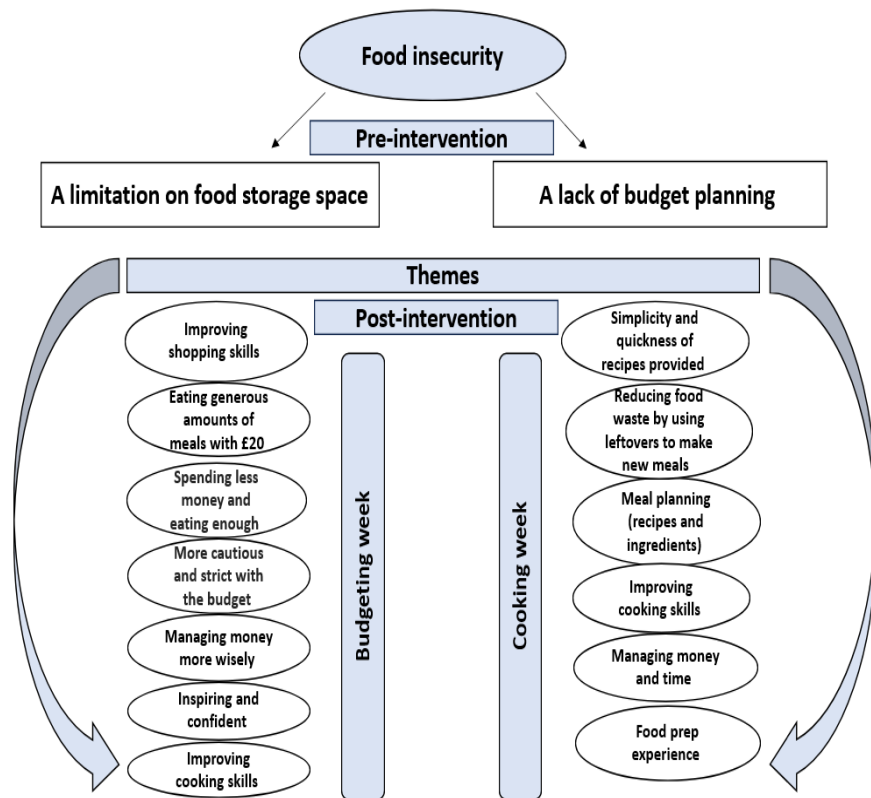 Food insecurity
Pre-intervention
A limitation on food storage space
A lack of budget planning
Themes
Post-intervention
Improving
shopping skills
Eating generous
amounts of
meals with £20
Spending less
money and
eating enough
More cautious
and strict with
the budget
Managing money
more wisely
Inspiring and
confident
Improving
cooking skills
Budgeting week
Cooking week
Simplicity and
quickness of
recipes provided
Reducing food
waste by using
leftovers to make
new meals
Meal planning
(recipes and
ingredients)
Improving
cooking skills
Managing money
and time
Food prep
experience